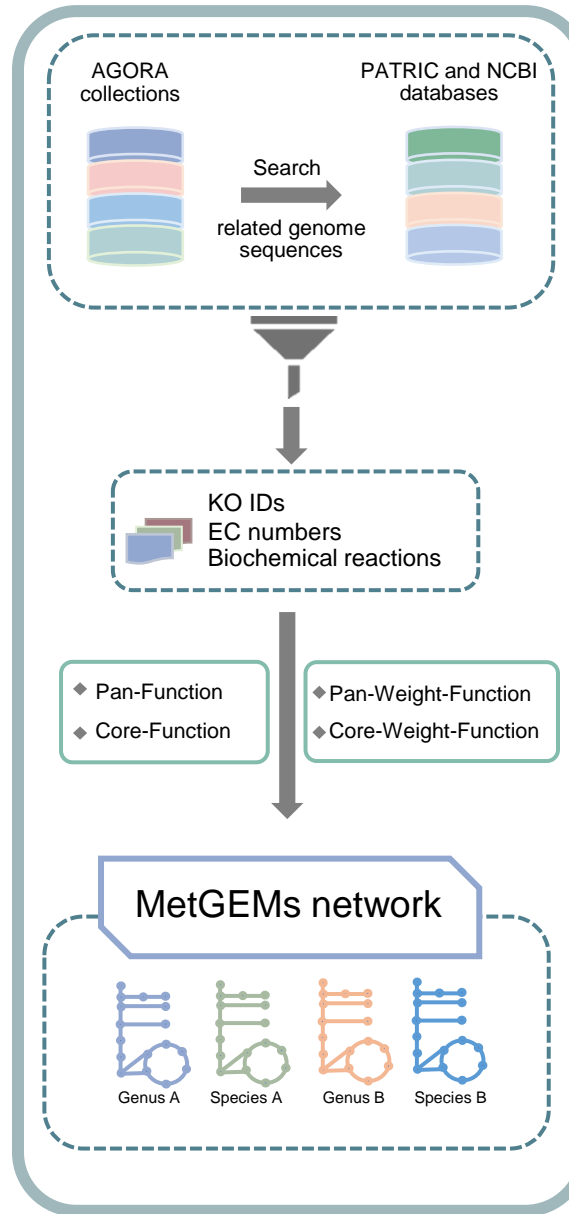 AGORA
collections
PATRIC and NCBI
databases
Search
related genome
sequences
KO IDs
EC numbers
Biochemical reactions
Pan-Function
Core-Function
Pan-Weight-Function
Core-Weight-Function
MetGEMs network
Genus A
Species A
Genus B
Species B